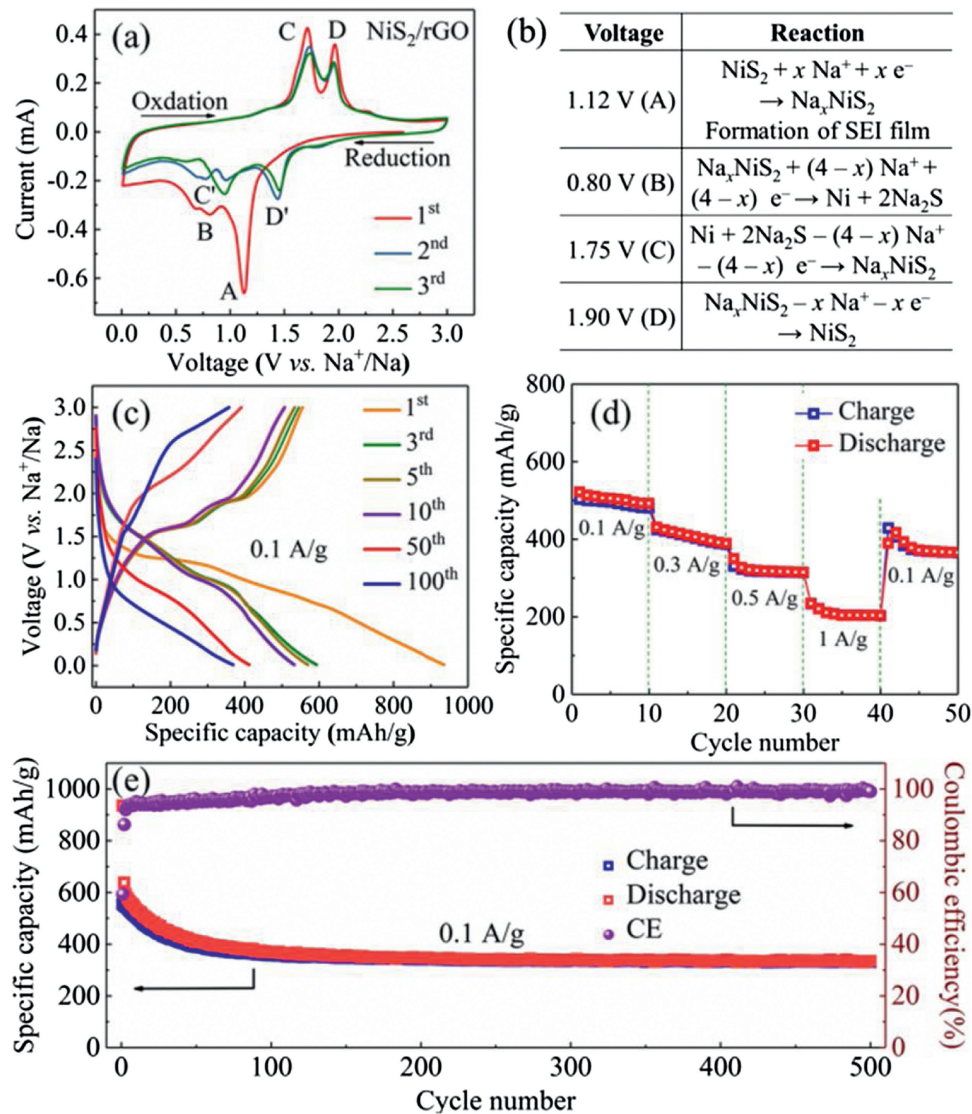 (a)
C
D
NiS₂/rGO
Oxdation
Reduction
C'
D'
B
A
1st
2nd
3rd
0.4
0.2
0.0
-0.2
-0.4
-0.6
Current (mA)
0.0 0.5 1.0 1.5 2.0 2.5 3.0
Voltage (V vs. Na⁺/Na)
(b)
Voltage Reaction
1.12 V (A)
NiS₂ + x Na⁺ + x e⁻
→ NaₓNiS₂
Formation of SEI film
0.80 V (B)
NaₓNiS₂ + (4 – x) Na⁺ +
(4 – x) e⁻ → Ni + 2Na₂S
1.75 V (C)
Ni + 2Na₂S – (4 – x) Na⁺
– (4 – x) e⁻ → NaₓNiS₂
1.90 V (D)
NaₓNiS₂ – x Na⁺ – x e⁻
→ NiS₂
(c)
1st
3rd
5th
10th
50th
100th
0.1 A/g
3.0
2.5
2.0
1.5
1.0
0.5
0.0
Voltage (V vs. Na⁺/Na)
0 200 400 600 800 1000
Specific capacity (mAh/g)
(d)
Charge
Discharge
0.1 A/g
0.3 A/g
0.5 A/g
1 A/g
0.1 A/g
800
600
400
200
0
Specific capacity (mAh/g)
0 10 20 30 40 50
Cycle number
(e)
Charge
Discharge
CE
0.1 A/g
1000
800
600
400
200
0
Specific capacity (mAh/g)
100
80
60
40
20
0
Coulombic efficiency(%)
0 100 200 300 400 500
Cycle number